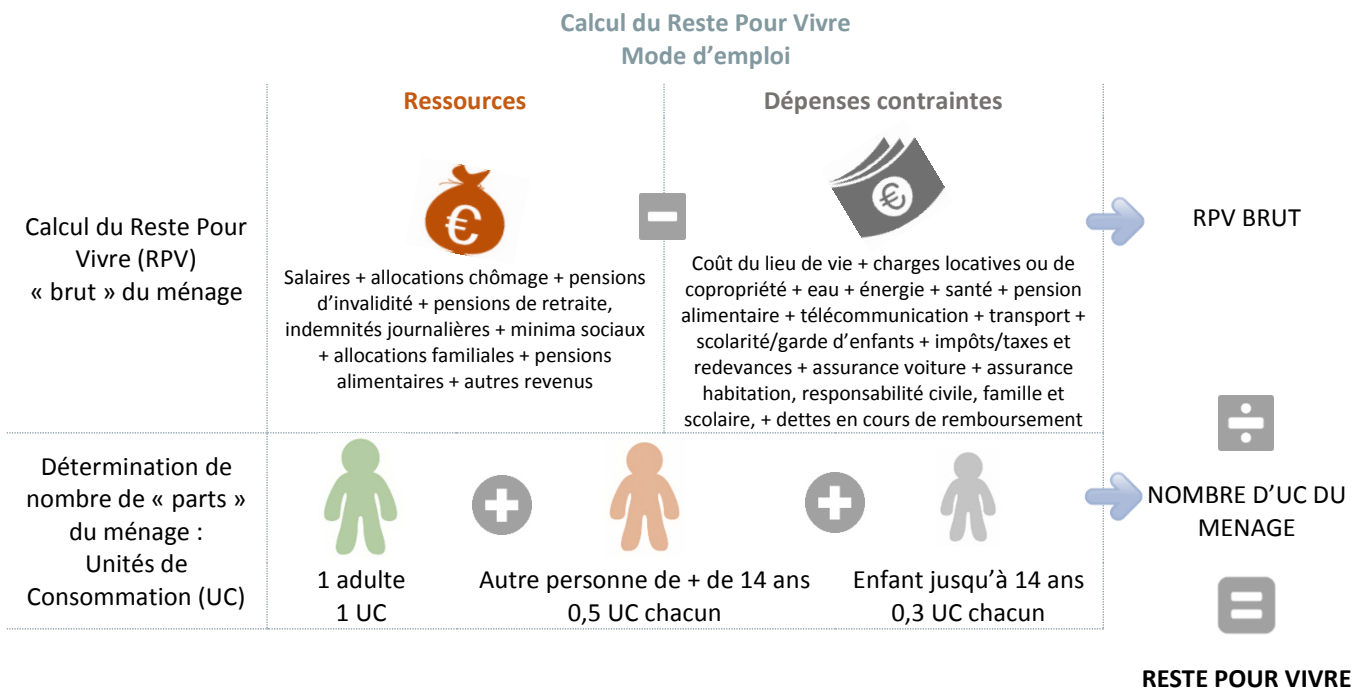 Calcul du Reste Pour Vivre
Mode d’emploi
Ressources
Dépenses contraintes
Calcul du Reste Pour
Vivre (RPV)
« brut » du ménage
€
Salaires + allocations chômage + pensions
d’invalidité + pensions de retraite,
indemnités journalières + minima sociaux
+ allocations familiales + pensions
alimentaires + autres revenus
€
Coût du lieu de vie + charges locatives ou de
copropriété + eau + énergie + santé + pension
alimentaire + télécommunication + transport +
scolarité/garde d’enfants + impôts/taxes et
redevances + assurance voiture + assurance
habitation, responsabilité civile, famille et
scolaire, + dettes en cours de remboursement
RPV BRUT
Détermination de
nombre de « parts »
du ménage :
Unités de
Consommation (UC)
1 adulte
1 UC
Autre personne de + de 14 ans
0,5 UC chacun
Enfant jusqu’à 14 ans
0,3 UC chacun
NOMBRE D’UC DU
MENAGE
RESTE POUR VIVRE